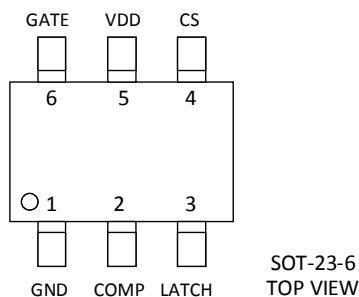 GATE VDD CS
6 5 4
1 2 3
GND COMP LATCH
SOT-23-6
TOP VIEW